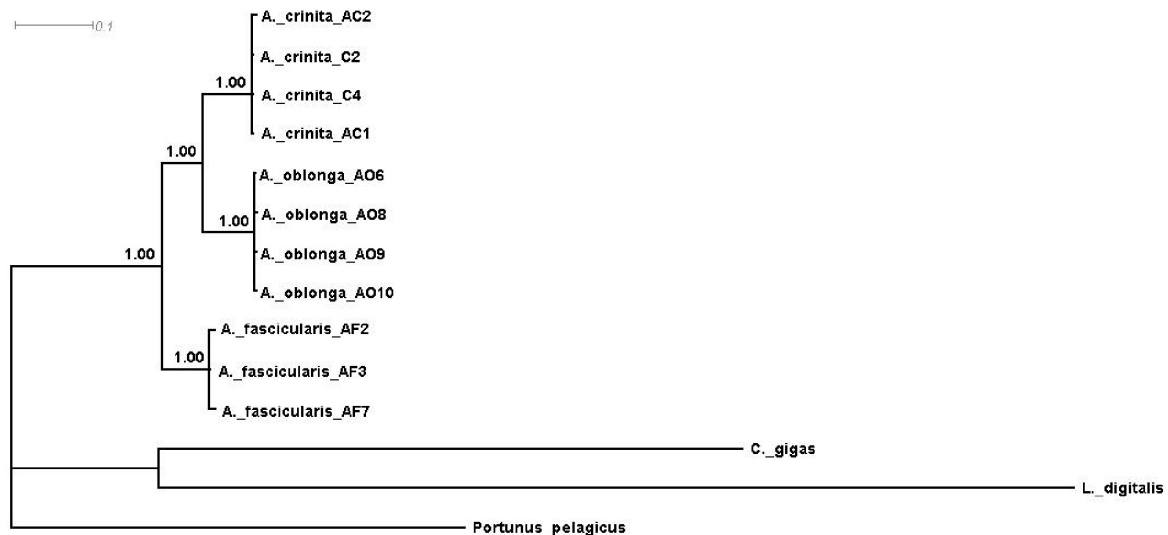 0.1
A._crinita_AC2
A._crinita_C2
1.00
A._crinita_C4
A._crinita_AC1
1.00
A._oblonga_AO6
1.00
A._oblonga_AO8
1.00
A._oblonga_AO9
A._oblonga_AO10
A._fascicularis_AF2
1.00
A._fascicularis_AF3
A._fascicularis_AF7
C._gigas
L._digitalis
Portunus_pelagicus